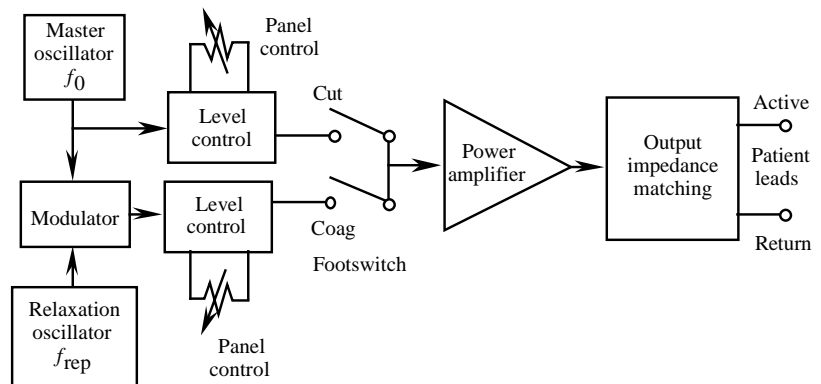 Master
oscillator
f0
Panel
control
Level
control
Cut
Power
amplifier
Output
impedance
matching
Active
Patient
leads
Return
Modulator
Level
control
Coag
Footswitch
Relaxation
oscillator
frep
Panel
control